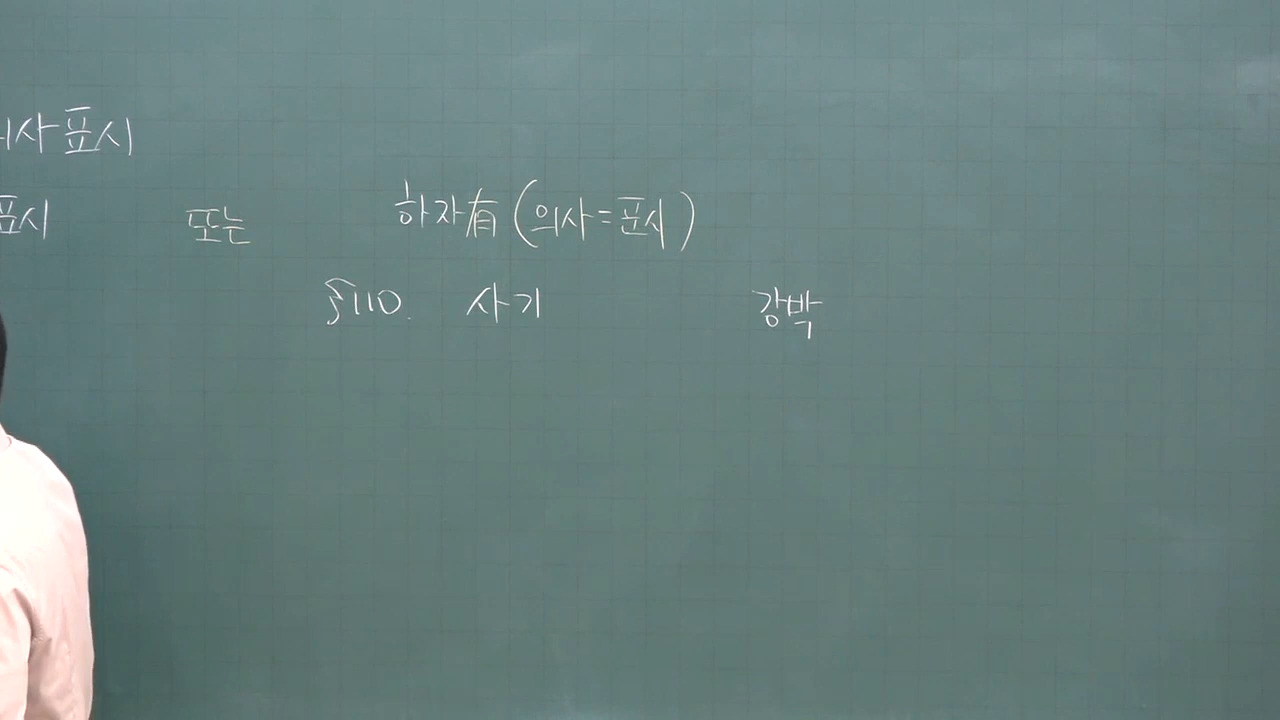 의사표시
표시 또는 하자有 (의사=표시)
§110. 사기 강박